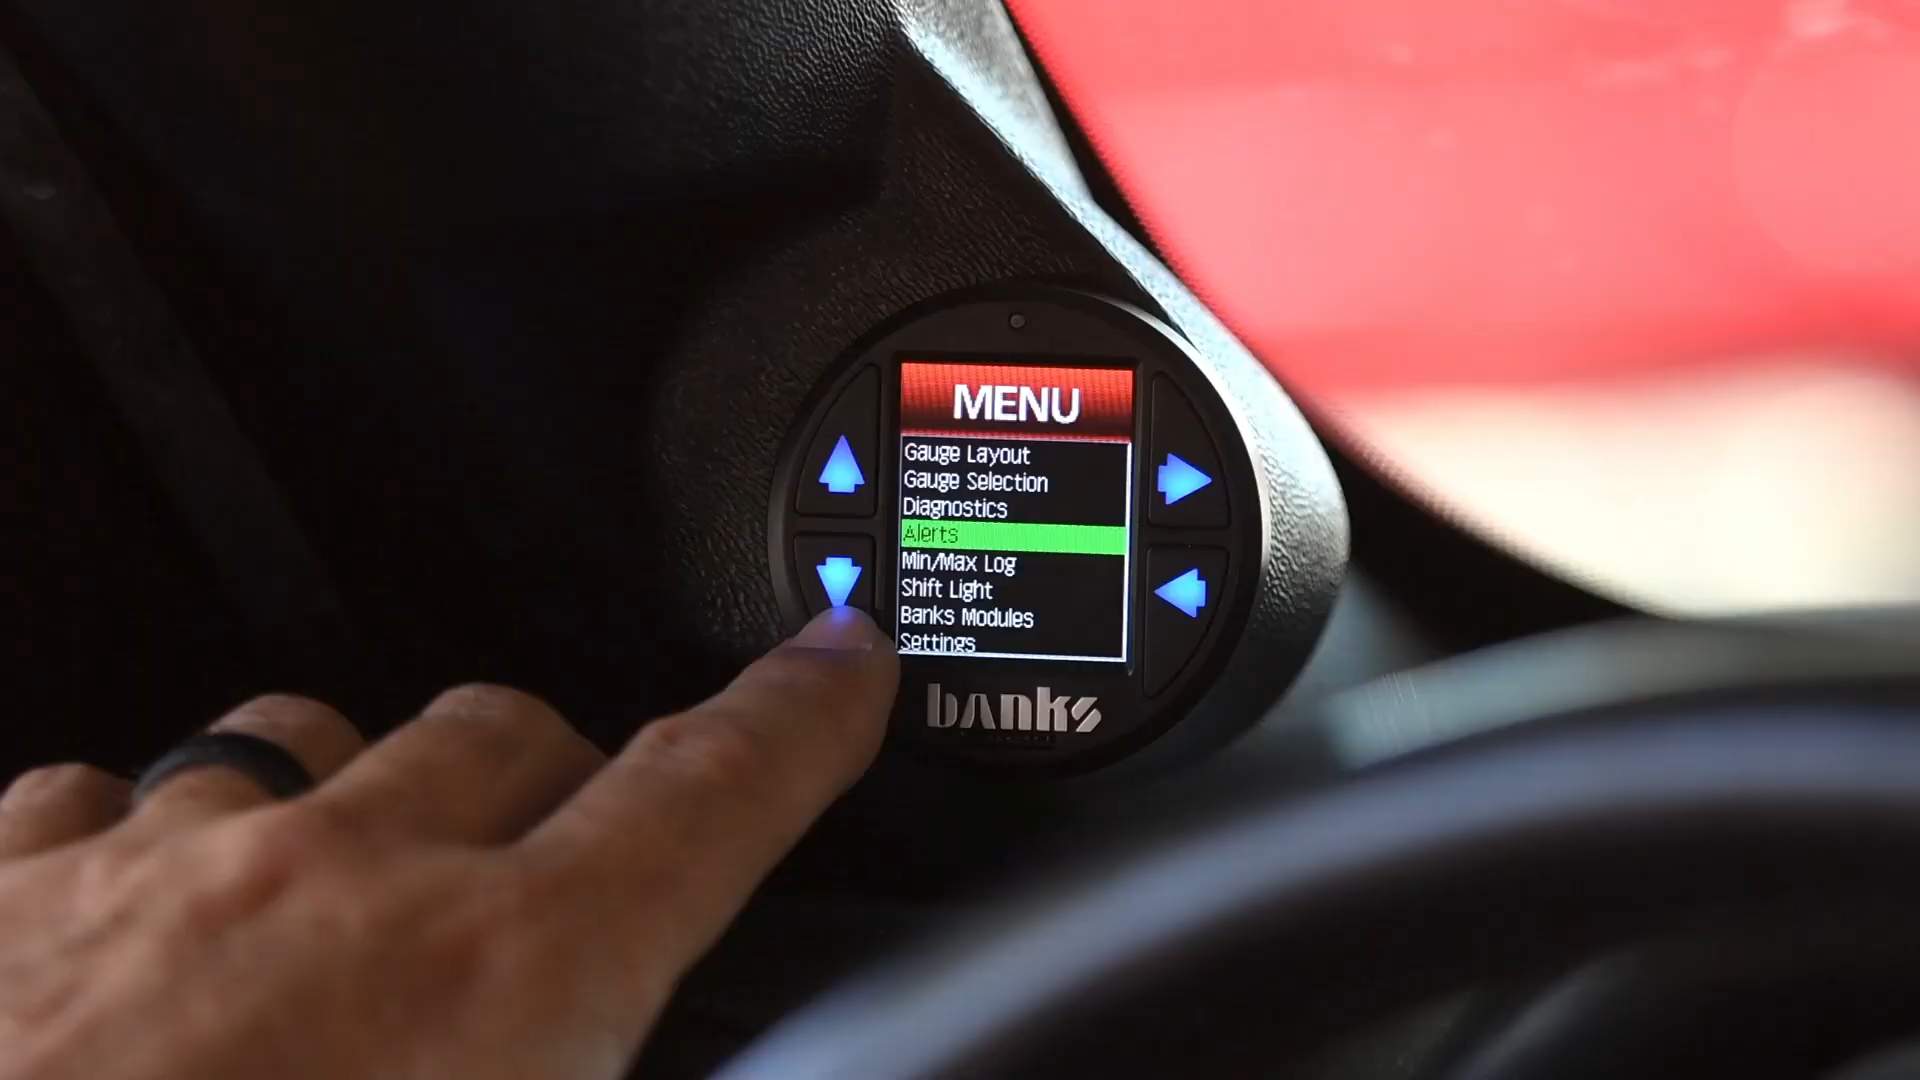 MENU
Gauge Layout
Gauge Selection
Diagnostics
Alerts
Min/Max Log
Shift Light
Banks Modules
Settings
banks